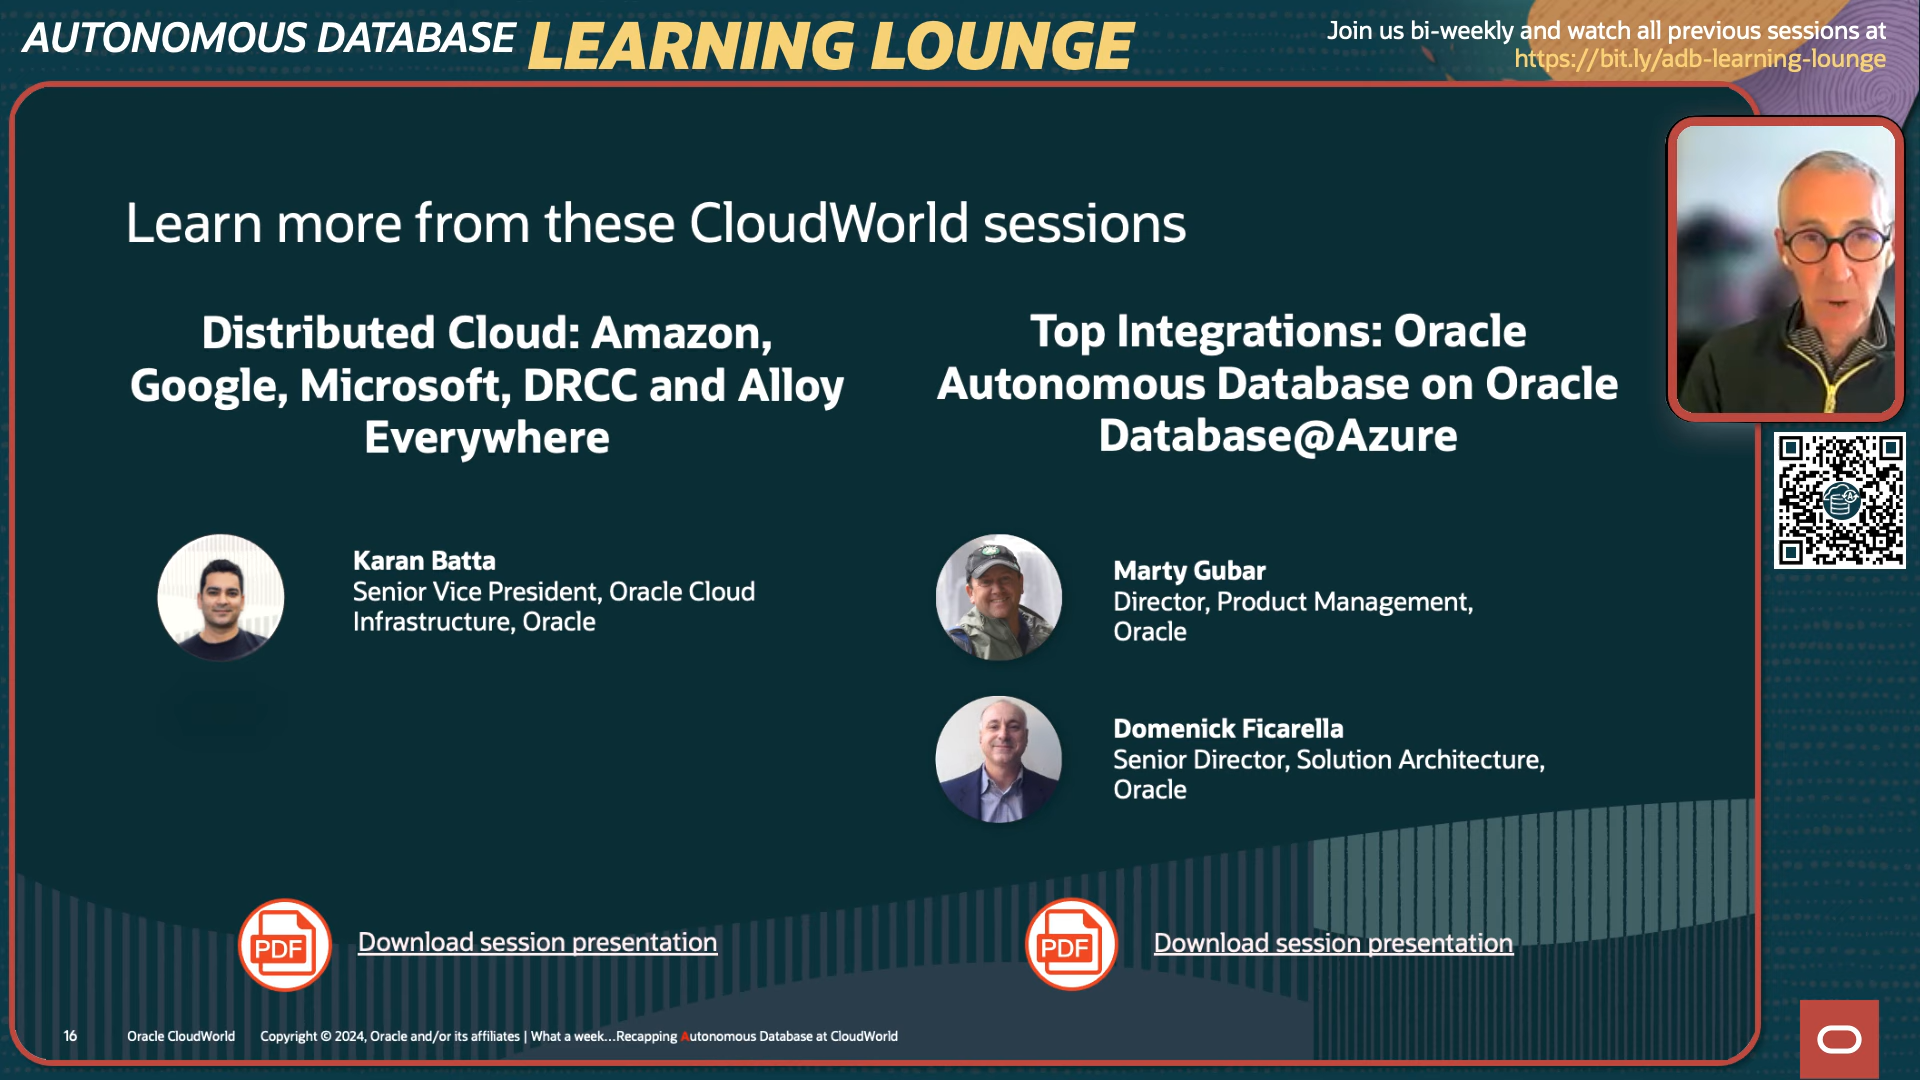 AUTONOMOUS DATABASE LEARNING LOUNGE
Join us bi-weekly and watch all previous sessions at
https://bit.ly/adb-learning-lounge
Learn more from these CloudWorld sessions
Distributed Cloud: Amazon,
Google, Microsoft, DRCC and Alloy
Everywhere
Karan Batta
Senior Vice President, Oracle Cloud
Infrastructure, Oracle
Top Integrations: Oracle
Autonomous Database on Oracle
Database@Azure
Marty Gubar
Director, Product Management,
Oracle
Domenick Ficarella
Senior Director, Solution Architecture,
Oracle
PDF Download session presentation
PDF Download session presentation
16 Oracle CloudWorld Copyright © 2024, Oracle and/or its affiliates | What a week...Recapping Autonomous Database at CloudWorld